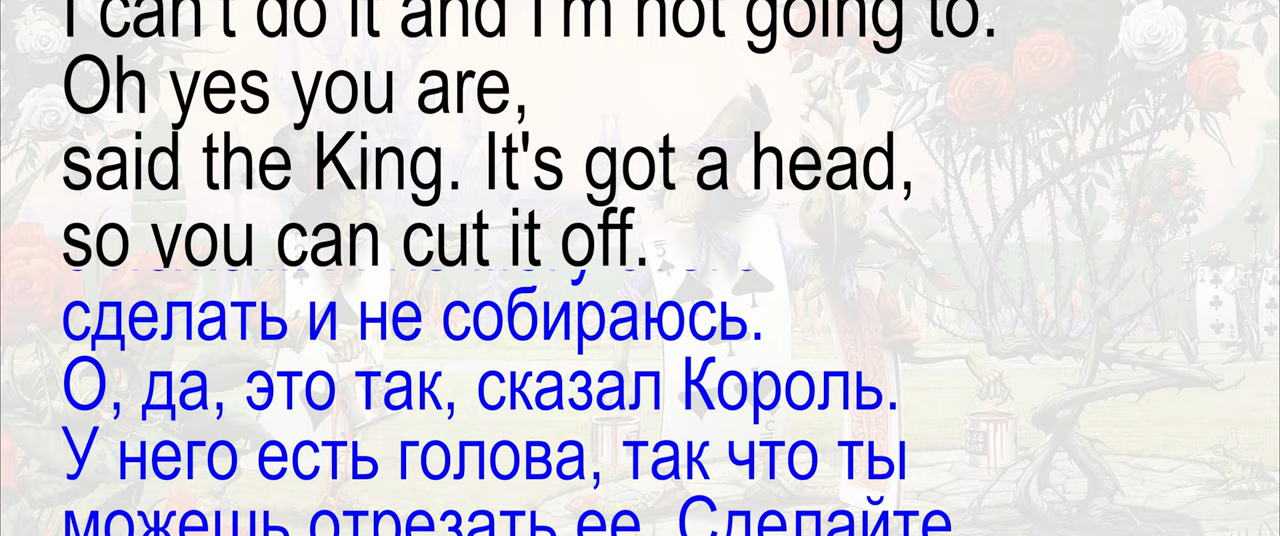 I can't do it and I'm not going to.
Oh yes you are,
said the King. It's got a head,
so you can cut it off.
сделать и не собираюсь.
О, да, это так, сказал Король.
У него есть голова, так что ты
можешь отрезать ее. Сделайте